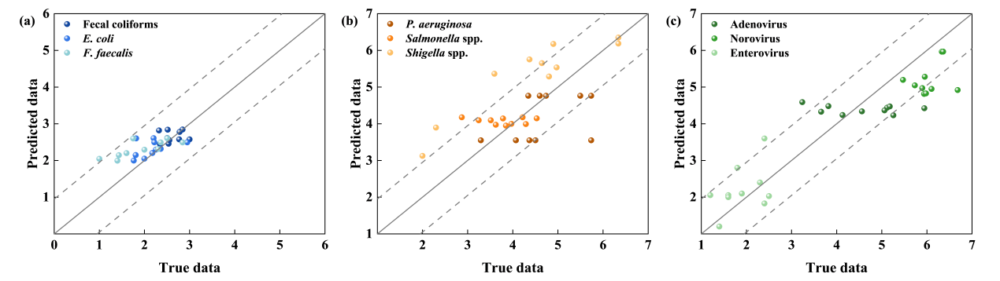 (a)
Fecal coliforms
E. coli
F. faecalis
Predicted data
6
5
4
3
2
1
0 1 2 3 4 5 6
True data
(b)
P. aeruginosa
Salmonella spp.
Shigella spp.
Predicted data
7
6
5
4
3
2
1
2 3 4 5 6 7
True data
(c)
Adenovirus
Norovirus
Enterovirus
Predicted data
7
6
5
4
3
2
1 2 3 4 5 6 7
True data